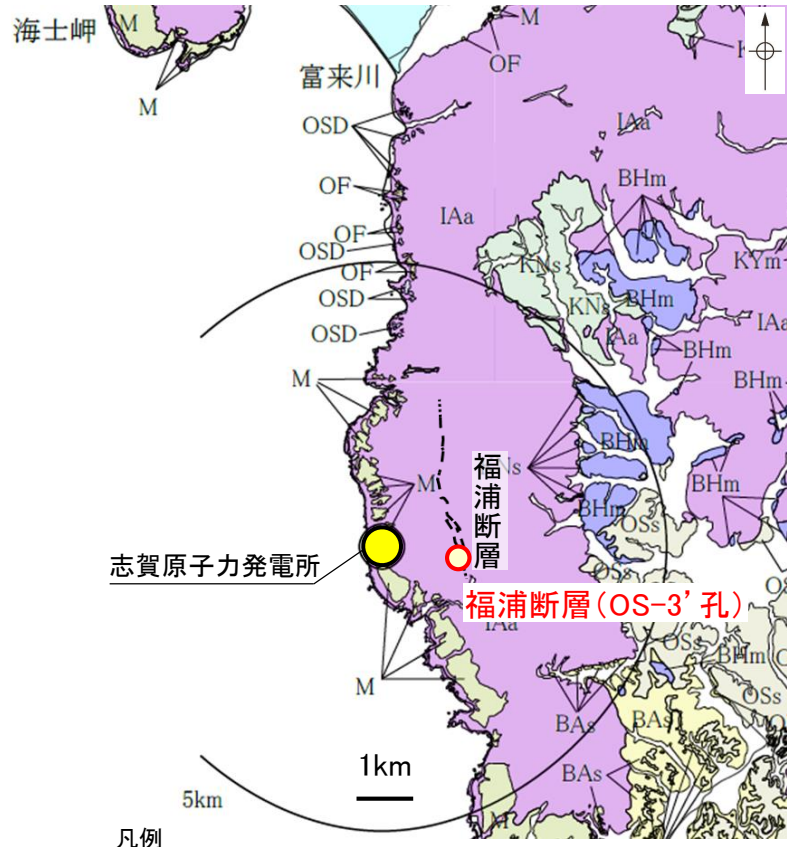 海士岬
M
M
M
OF
富来川
OSD
IAa
OF
BHm
IAa
OF
OSD
KNs
KYm
OF
OSD
KNs
BHm
OSD
IAa
IAa
BHm
M
BHm
福浦断層
BHm
Ns
M
BHm
BHm
OSs
志賀原子力発電所
OSs
福浦断層(OS-3’孔)
IAa
OSs
BHm
M
OSs
BAs
BAs
1km
BAs
5km
M
凡例